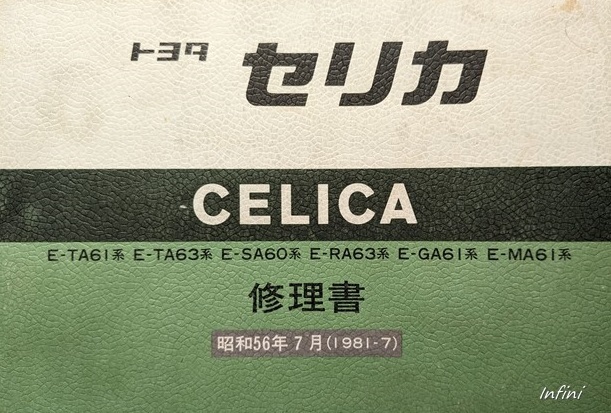 トヨタ セリカ
CELICA
E-TA61系 E-TA63系 E-SA60系 E-RA63系 E-GA61系 E-MA61系
修理書
昭和56年7月(1981-7)
Infini